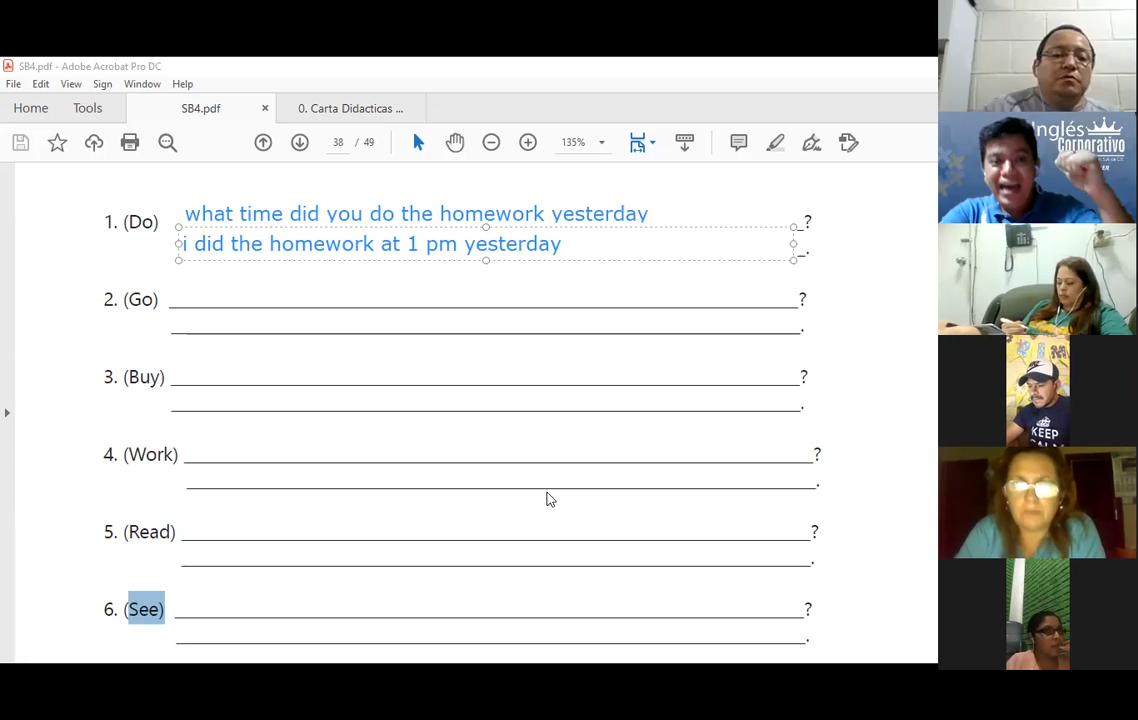 SB4.pdf - Adobe Acrobat Pro DC
File Edit View Sign Window Help
Home Tools SB4.pdf × 0. Carta Didacticas ...
38 / 49 135%
1. (Do) what time did you do the homework yesterday ?
i did the homework at 1 pm yesterday .
2. (Go) ?
.
3. (Buy) ?
.
4. (Work) ?
.
5. (Read) ?
.
6. (See) ?
.
Inglés
Corporativo
KEEP
CALM